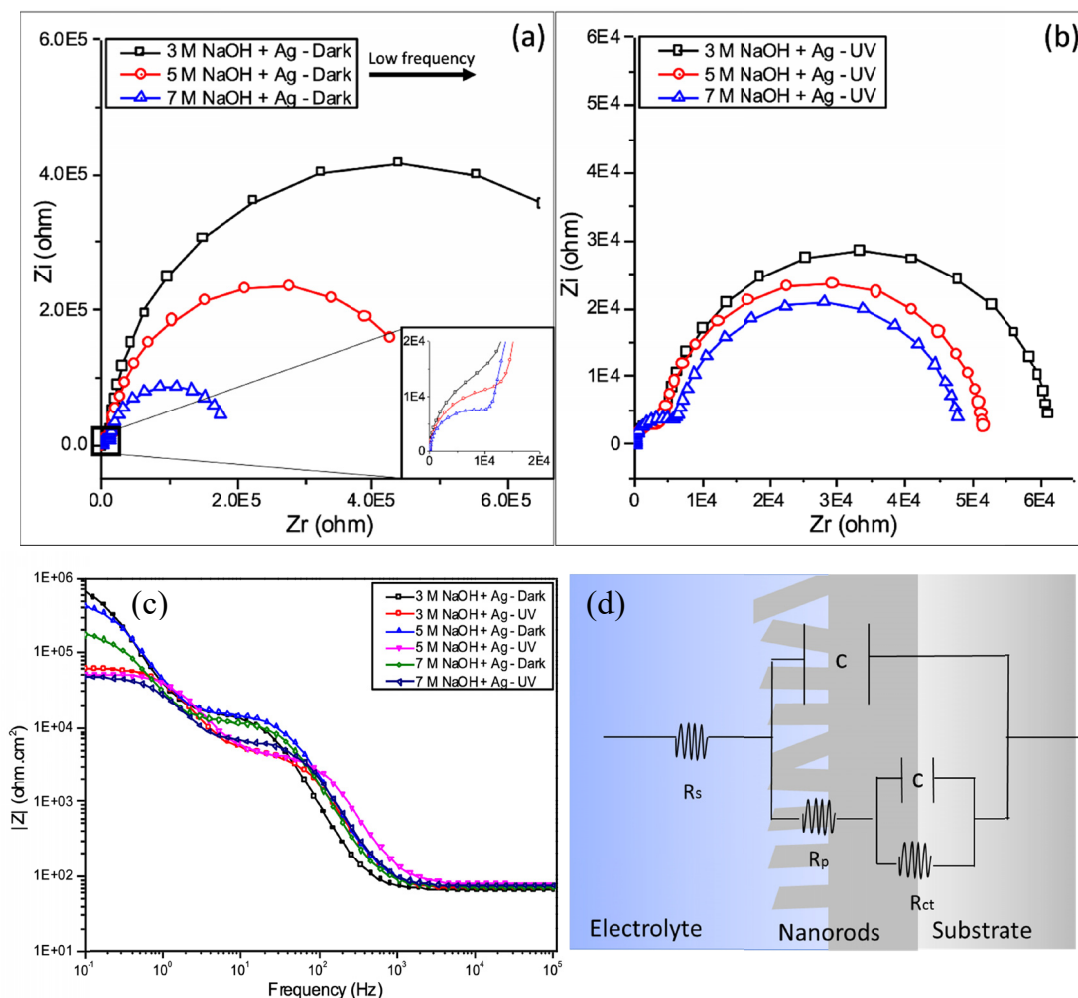 (a)
3 M NaOH + Ag - Dark
5 M NaOH + Ag - Dark
7 M NaOH + Ag - Dark
Low frequency
6.0E5
4.0E5
2.0E5
0.0
Zi (ohm)
2E4
1E4
0
0
1E4
2E4
0.0
2.0E5
4.0E5
6.0E5
Zr (ohm)
(b)
3 M NaOH + Ag - UV
5 M NaOH + Ag - UV
7 M NaOH + Ag - UV
6E4
5E4
4E4
3E4
2E4
1E4
0
Zi (ohm)
0
1E4
2E4
3E4
4E4
5E4
6E4
Zr (ohm)
(c)
3 M NaOH + Ag - Dark
3 M NaOH + Ag - UV
5 M NaOH + Ag - Dark
5 M NaOH + Ag - UV
7 M NaOH + Ag - Dark
7 M NaOH + Ag - UV
1E+06
1E+05
1E+04
1E+03
1E+02
1E+01
|Z| (ohm.cm²)
10⁻¹
10⁰
10¹
10²
10³
10⁴
10⁵
Frequency (Hz)
(d)
C
Rs
C
Rp
Rct
Electrolyte
Nanorods
Substrate